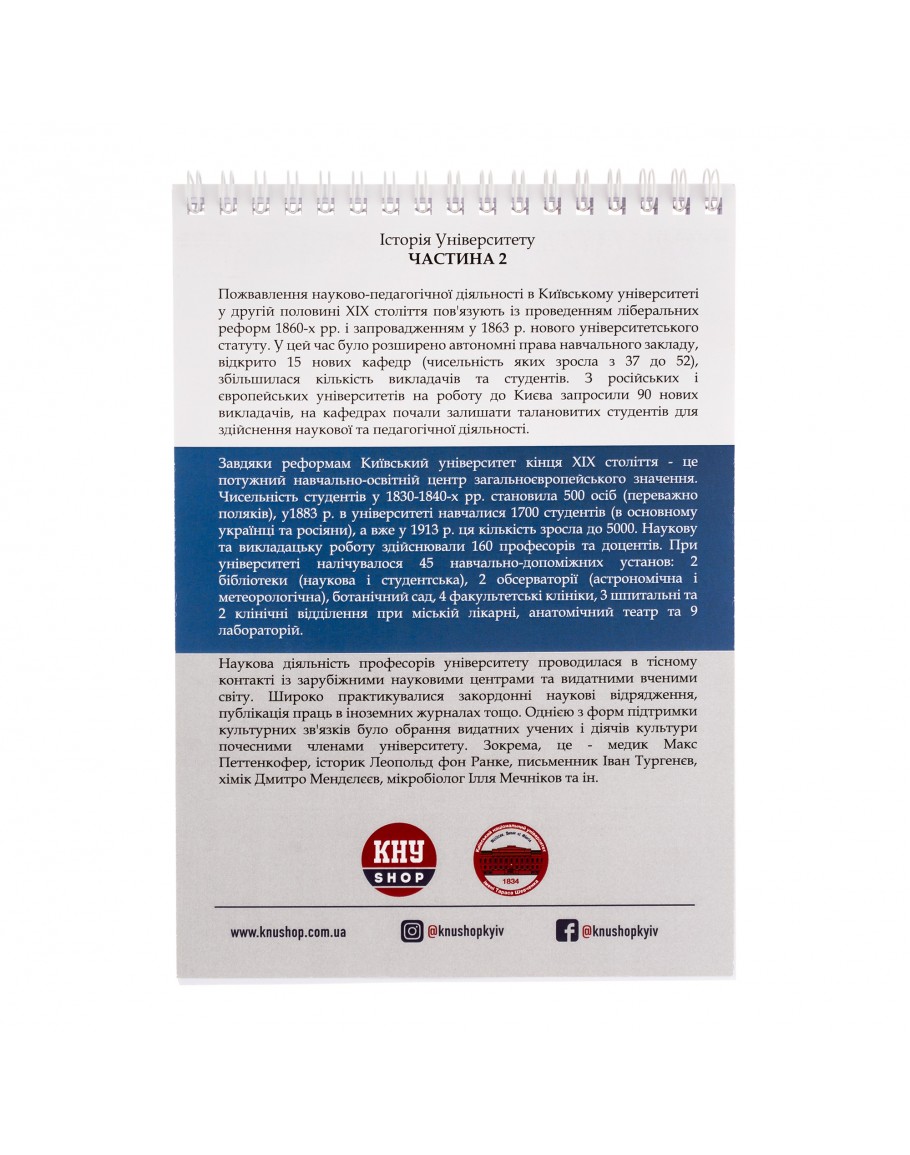 Історія Університету
ЧАСТИНА 2
Пожвавлення науково-педагогічної діяльності в Київському університеті
у другій половині XIX століття пов'язують із проведенням ліберальних
реформ 1860-х рр. і запровадженням у 1863 р. нового університетського
статуту. У цей час було розширено автономні права навчального закладу,
відкрито 15 нових кафедр (чисельність яких зросла з 37 до 52),
збільшилася кількість викладачів та студентів. З російських і
європейських університетів на роботу до Києва запросили 90 нових
викладачів, на кафедрах почали залишати талановитих студентів для
здійснення наукової та педагогічної діяльності.
Завдяки реформам Київський університет кінця XIX століття - це
потужний навчально-освітній центр загальноєвропейського значення.
Чисельність студентів у 1830-1840-х рр. становила 500 осіб (переважно
поляків), у1883 р. в університеті навчалися 1700 студентів (в основному
українці та росіяни), а вже у 1913 р. ця кількість зросла до 5000. Наукову
та викладацьку роботу здійснювали 160 професорів та доцентів. При
університеті налічувалося 45 навчально-допоміжних установ: 2
бібліотеки (наукова і студентська), 2 обсерваторії (астрономічна і
метеорологічна), ботанічний сад, 4 факультетські клініки, 3 шпитальні та
2 клінічні відділення при міській лікарні, анатомічний театр та 9
лабораторій.
Наукова діяльність професорів університету проводилася в тісному
контакті із зарубіжними науковими центрами та видатними вченими
світу. Широко практикувалися закордонні наукові відрядження,
публікація праць в іноземних журналах тощо. Однією з форм підтримки
культурних зв'язків було обрання видатних учених і діячів культури
почесними членами університету. Зокрема, це - медик Макс
Петтенкофер, історик Леопольд фон Ранке, письменник Іван Тургенєв,
хімік Дмитро Менделєєв, мікробіолог Ілля Мечніков та ін.
КНУ
SHOP
Київський національний університет
Utilitas, Honor et Gloria
1834
імені Тараса Шевченка
www.knushop.com.ua
@knushopkyiv
@knushopkyiv